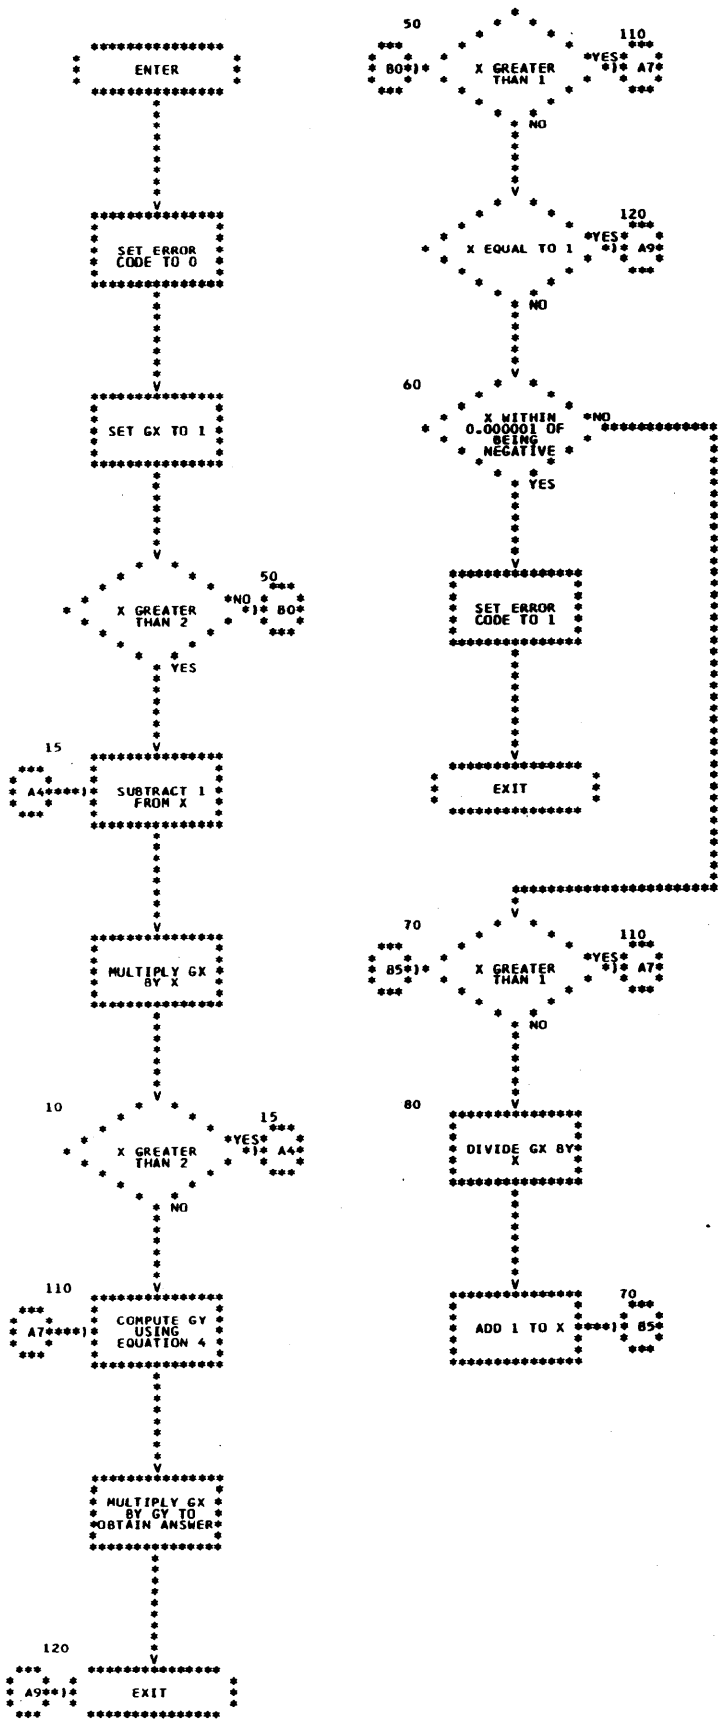 ENTER
SET ERROR
CODE TO 0
SET GX TO 1
X GREATER
THAN 2
NO
50
B0
YES
15
A4
SUBTRACT 1
FROM X
MULTIPLY GX
BY X
10
X GREATER
THAN 2
YES
15
A4
NO
110
A7
COMPUTE GY
USING
EQUATION 4
MULTIPLY GX
BY GY TO
OBTAIN ANSWER
120
A9
EXIT
50
B0
X GREATER
THAN 1
YES
110
A7
NO
X EQUAL TO 1
YES
120
A9
NO
60
X WITHIN
0.000001 OF
BEING
NEGATIVE
NO
YES
SET ERROR
CODE TO 1
EXIT
70
B5
X GREATER
THAN 1
YES
110
A7
NO
80
DIVIDE GX BY
X
ADD 1 TO X
70
B5